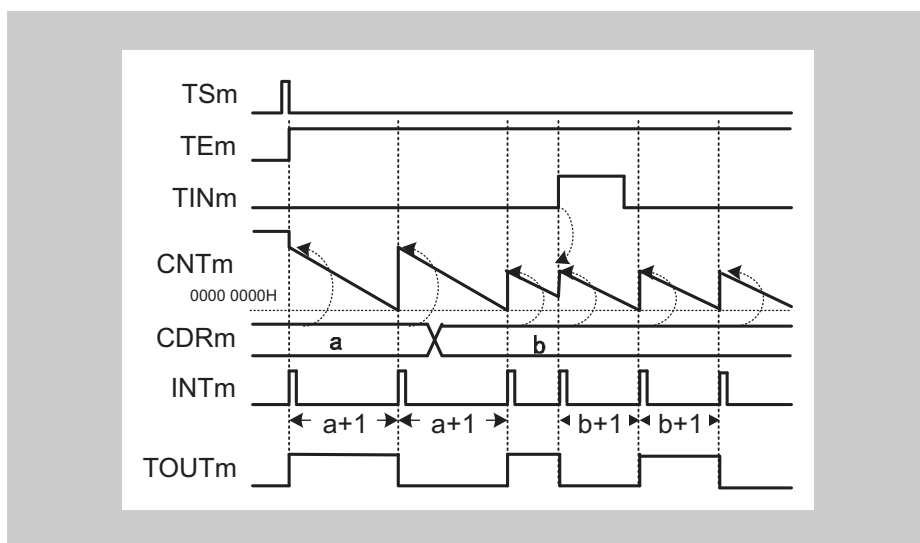 TSm
TEm
TINm
CNTm
0000 0000H
CDRm
a
b
INTm
a+1
a+1
b+1
b+1
TOUTm